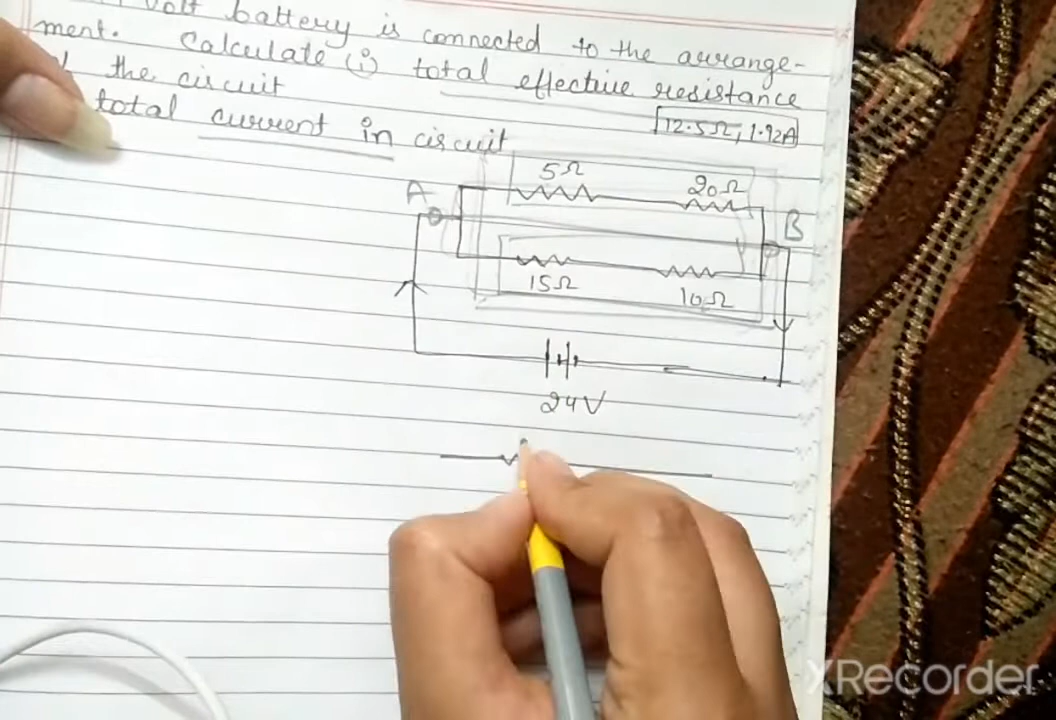 volt battery is connected to the arrange-
ment. Calculate (i) total effective resistance
the circuit
total current in circuit
12.5Ω, 1.92A
5Ω 20Ω
A B
15Ω 10Ω
24V
XRecorder